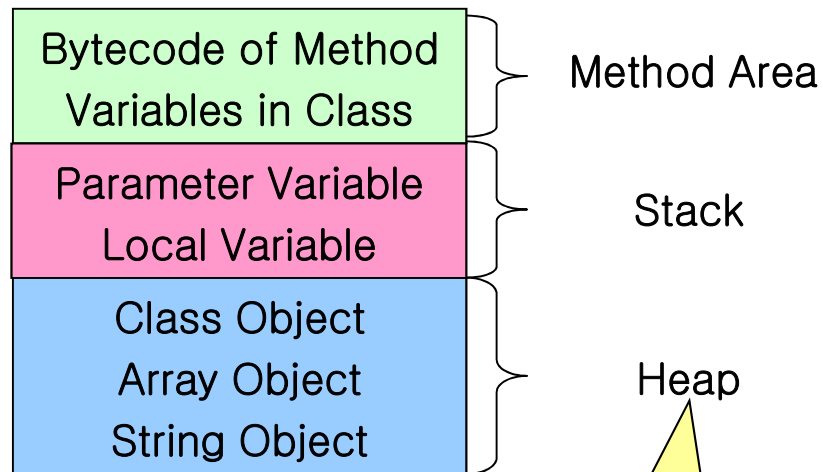 Bytecode of Method
Variables in Class
Method Area
Parameter Variable
Local Variable
Stack
Class Object
Array Object
String Object
Heap